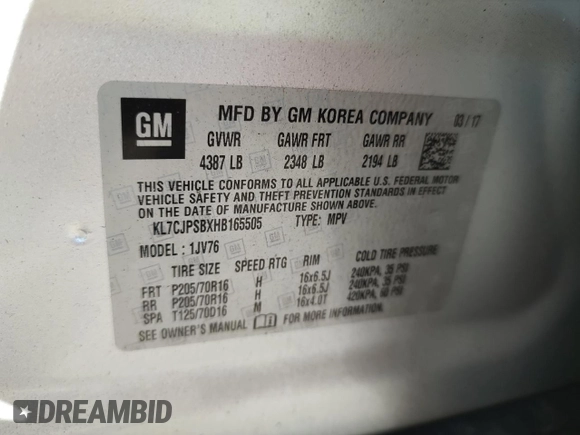 GM
MFD BY GM KOREA COMPANY 03/17
GVWR GAWR FRT GAWR RR
4387 LB 2348 LB 2194 LB
THIS VEHICLE CONFORMS TO ALL APPLICABLE U.S. FEDERAL MOTOR
VEHICLE SAFETY AND THEFT PREVENTION STANDARDS IN EFFECT
ON THE DATE OF MANUFACTURE SHOWN ABOVE.
KL7CJPSBXHB165505 TYPE: MPV
MODEL: 1JV76
TIRE SIZE SPEED RTG RIM COLD TIRE PRESSURE
FRT P205/70R16 H 16x6.5J 240KPA, 35 PSI
RR P205/70R16 H 16x6.5J 240KPA, 35 PSI
SPA T125/70D16 M 16x4.0T 420KPA, 60 PSI
SEE OWNER'S MANUAL FOR MORE INFORMATION.
DREAMBID